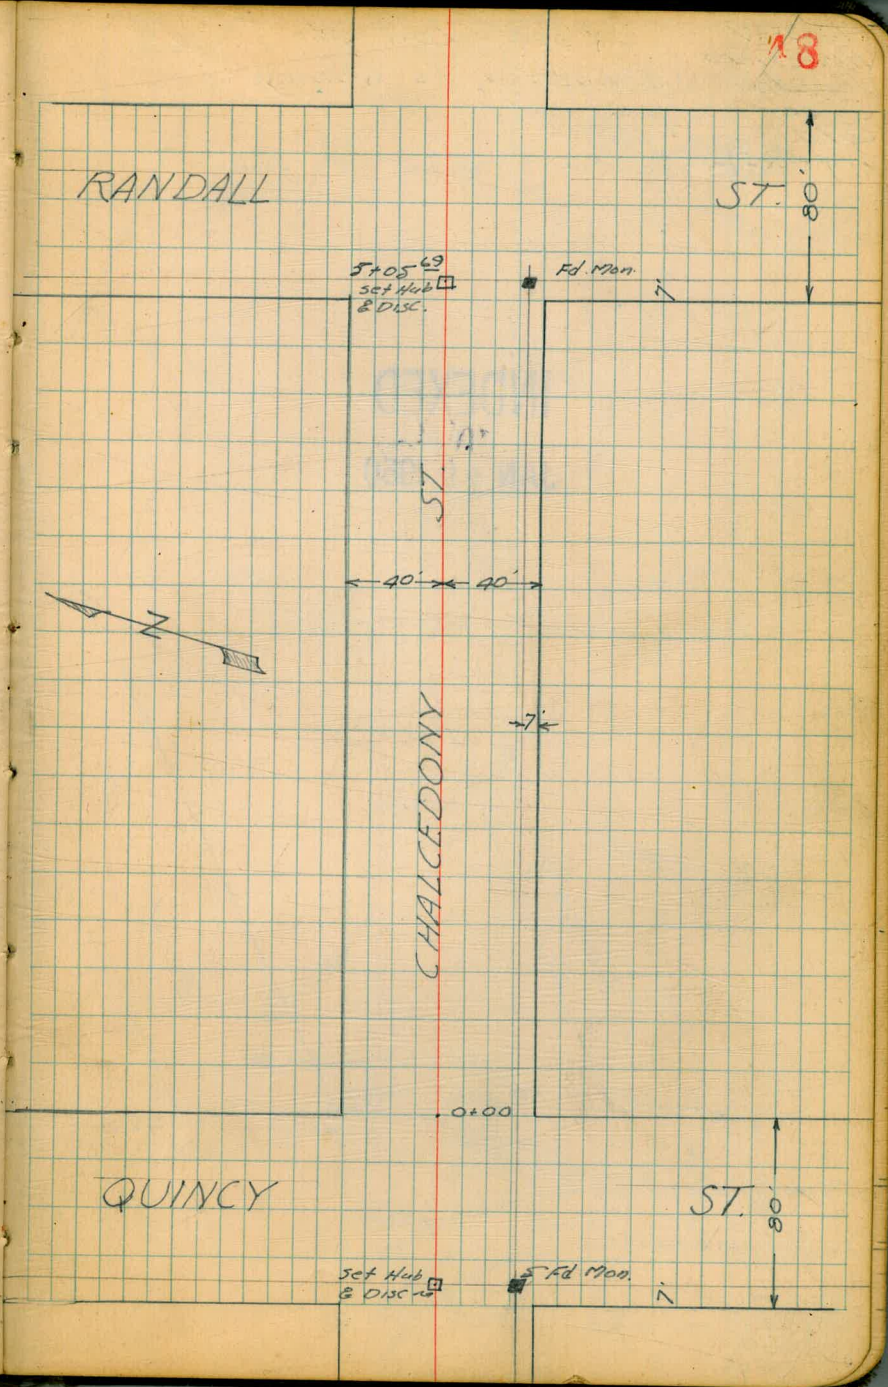 18
RANDALL ST.
80'
5+05 69
set Hub
& Disc.
Fd. Mon.
7'
ST.
40' 40'
N
7'
CHALCEDONY
0+00
QUINCY ST.
80'
set Hub
& Disc
Fd Mon.
7'